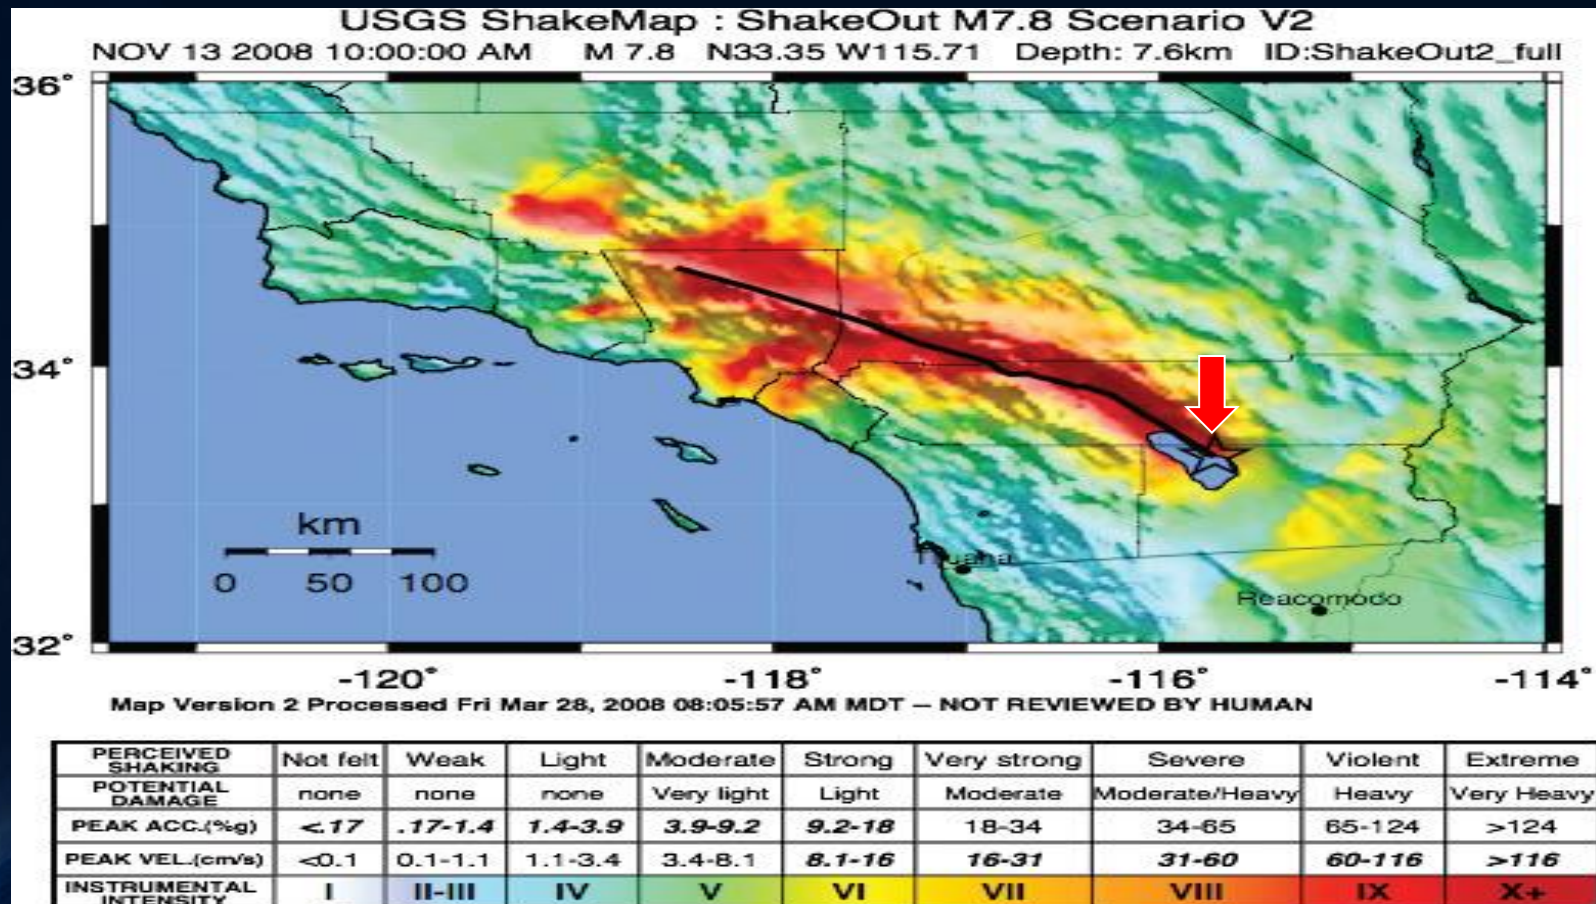 USGS ShakeMap : ShakeOut M7.8 Scenario V2
NOV 13 2008 10:00:00 AM M 7.8 N33.35 W115.71 Depth: 7.6km ID:ShakeOut2_full
36°
34°
km
0 50 100
Tijuana
Reacomodo
32°
-120° -118° -116° -114°
Map Version 2 Processed Fri Mar 28, 2008 08:05:57 AM MDT – NOT REVIEWED BY HUMAN
PERCEIVED SHAKING Not felt Weak Light Moderate Strong Very strong Severe Violent Extreme
POTENTIAL DAMAGE none none none Very light Light Moderate Moderate/Heavy Heavy Very Heavy
PEAK ACC.(%g) <.17 .17-1.4 1.4-3.9 3.9-9.2 9.2-18 18-34 34-65 65-124 >124
PEAK VEL.(cm/s) <0.1 0.1-1.1 1.1-3.4 3.4-8.1 8.1-16 16-31 31-60 60-116 >116
INSTRUMENTAL INTENSITY I II-III IV V VI VII VIII IX X+